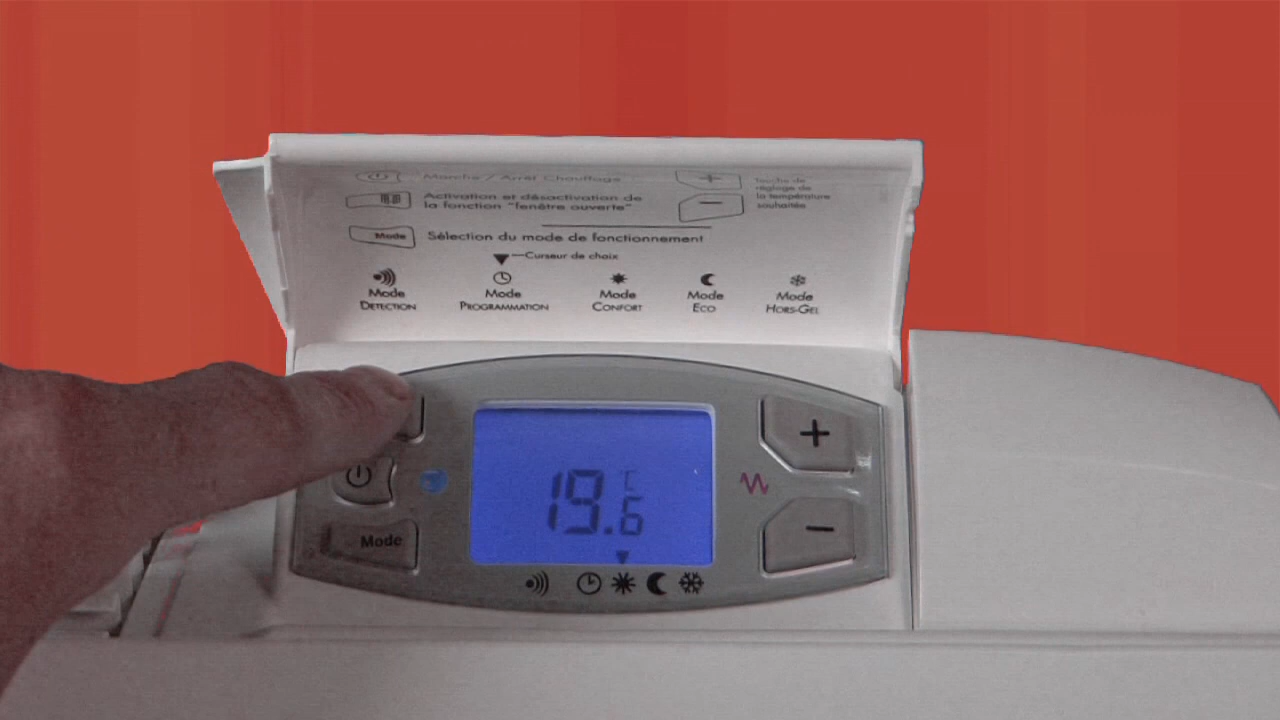 Marche / Arrêt Chauffage
Activation et désactivation de
la fonction "fenêtre ouverte"
+
Touche de
réglage de
la température
souhaitée
−
Mode
Sélection du mode de fonctionnement
Curseur de choix
Mode
DETECTION
Mode
PROGRAMMATION
Mode
CONFORT
Mode
ECO
Mode
HORS-GEL
+
19.6
C
−
Mode